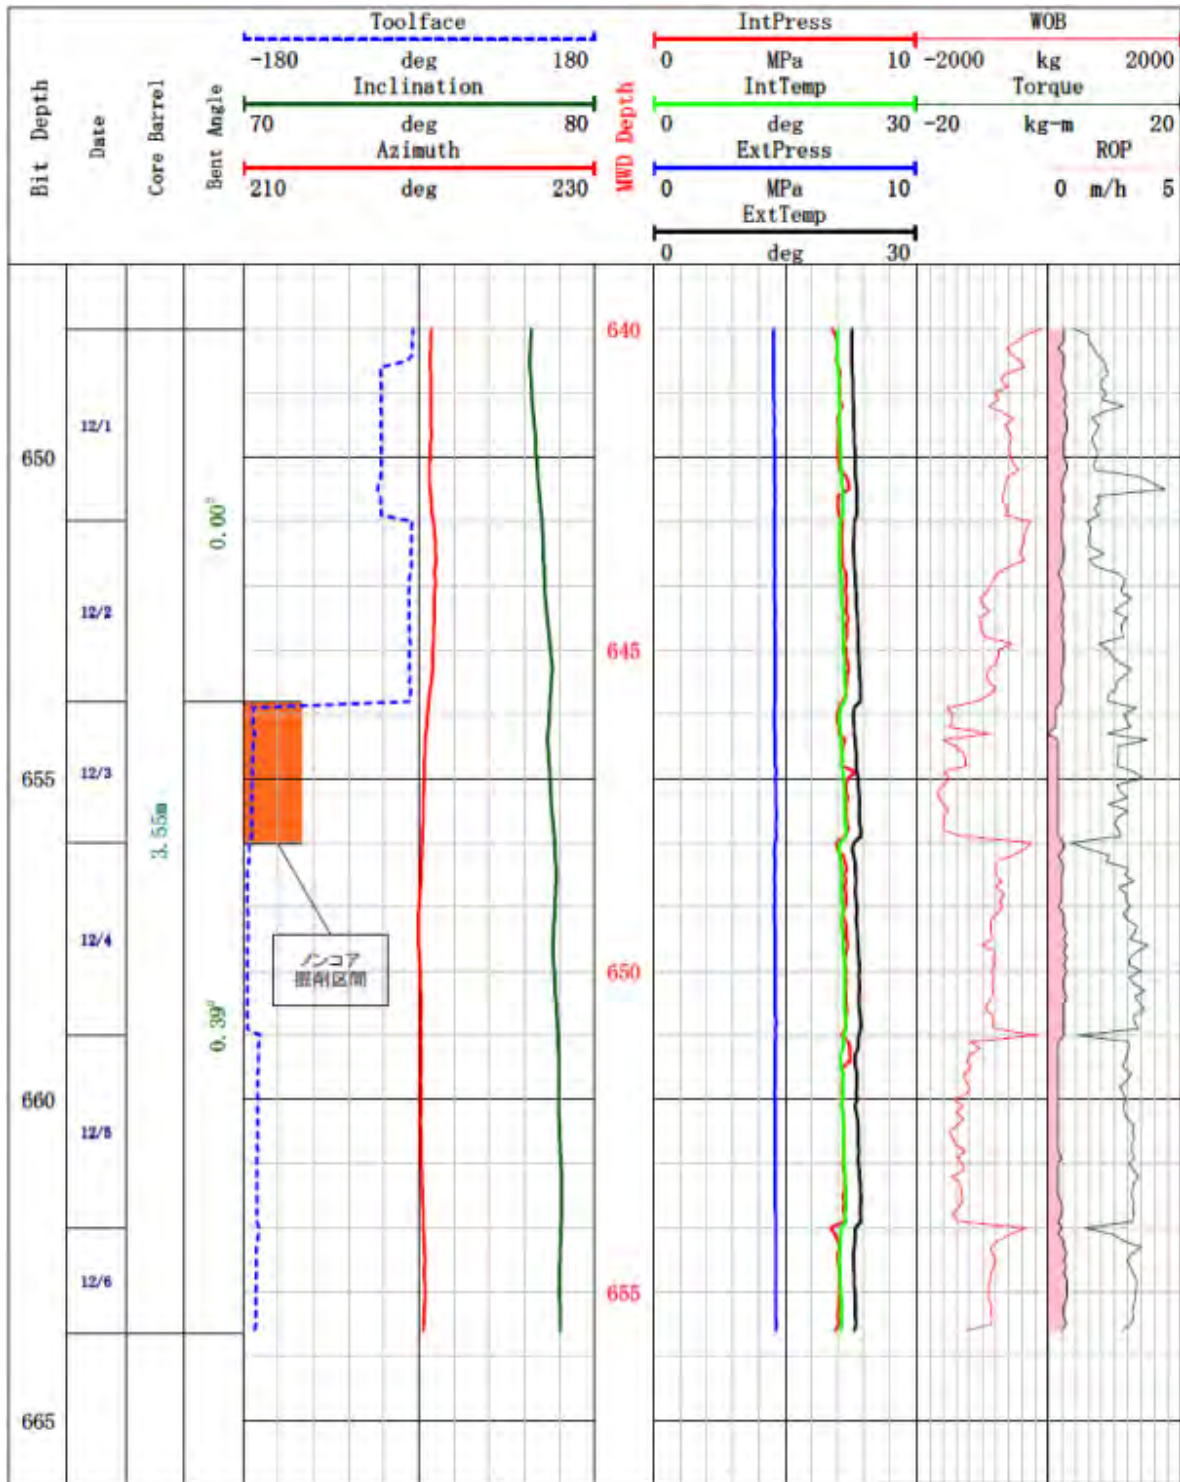 Toolface
-180 deg 180
Inclination
70 deg 80
Azimuth
210 deg 230
IntPress
0 MPa 10
IntTemp
0 deg 30
ExtPress
0 MPa 10
ExtTemp
0 deg 30
WOB
-2000 kg 2000
Torque
-20 kg-m 20
ROP
0 m/h 5
Bit Depth
Date
Core Barrel
Bent Angle
MWD Depth
640
12/1
650
0.00°
12/2
645
12/3
655
3.55m
12/4
ノンコア
掘削区間
650
0.39°
660
12/5
12/6
655
665